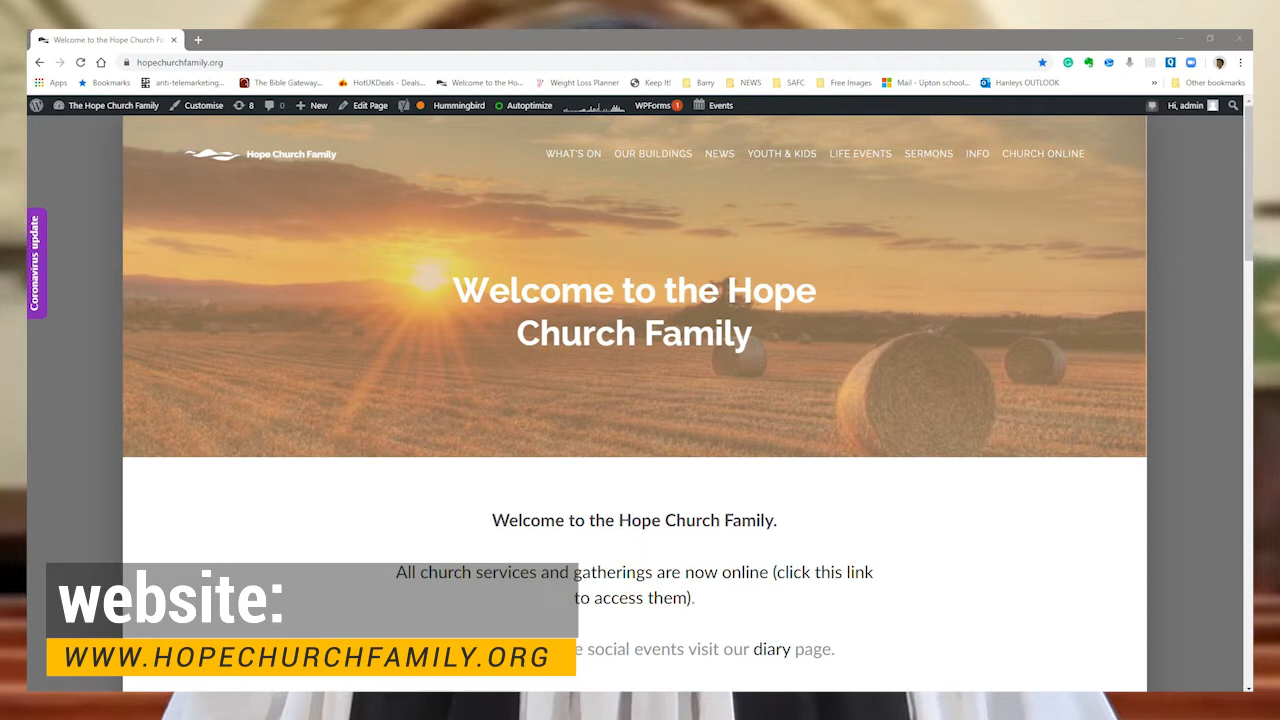 Welcome to the Hope Church Fa
hopechurchfamily.org
Apps Bookmarks anti-telemarketing... The Bible Gateway... HotUKDeals - Deals... Welcome to the Ho... Weight Loss Planner Keep It! Barry NEWS SAFC Free Images Mail - Upton school... Hanleys OUTLOOK » Other bookmarks
The Hope Church Family Customise 8 0 New Edit Page Hummingbird Autoptimize WPForms 1 Events Hi, admin
Hope Church Family WHAT'S ON OUR BUILDINGS NEWS YOUTH & KIDS LIFE EVENTS SERMONS INFO CHURCH ONLINE
Coronavirus update
Welcome to the Hope
Church Family
Welcome to the Hope Church Family.
All church services and gatherings are now online (click this link
to access them).
e social events visit our diary page.
website:
WWW.HOPECHURCHFAMILY.ORG